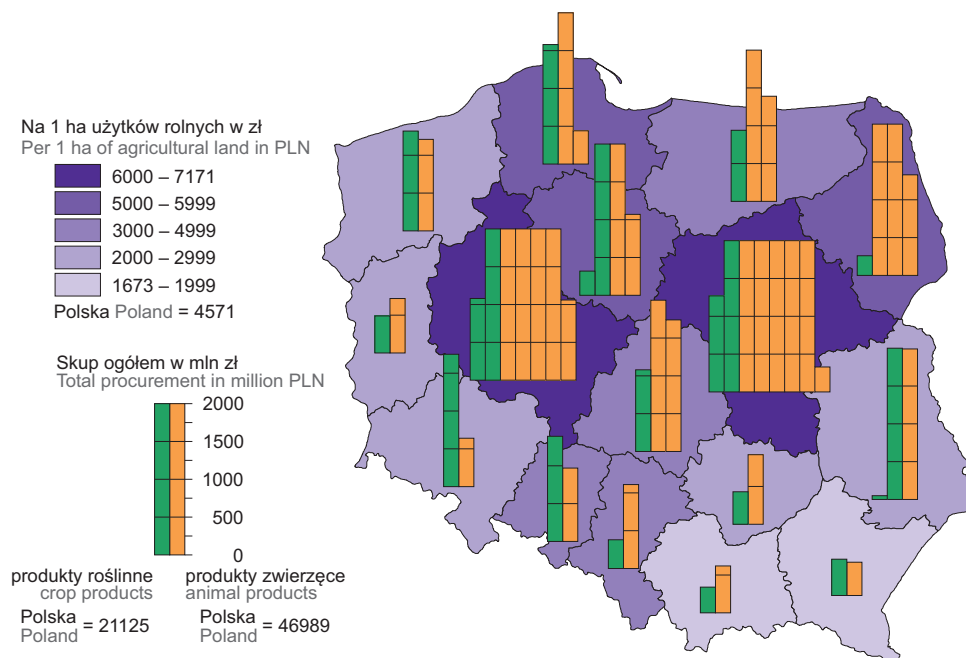 Na 1 ha użytków rolnych w zł
Per 1 ha of agricultural land in PLN
6000 – 7171
5000 – 5999
3000 – 4999
2000 – 2999
1673 – 1999
Polska Poland = 4571
Skup ogółem w mln zł
Total procurement in million PLN
2000
1500
1000
500
0
produkty roślinne
crop products
Polska
Poland = 21125
produkty zwierzęce
animal products
Polska
Poland = 46989